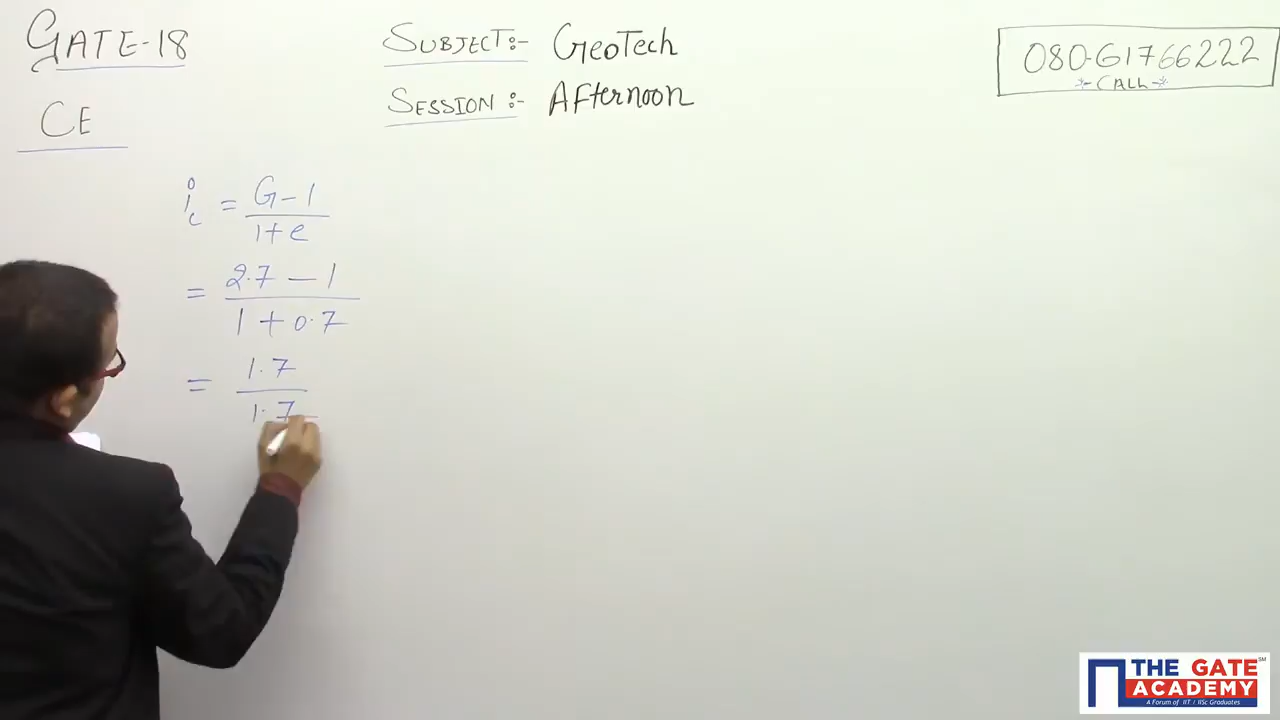 GATE-18
SUBJECT:- GeoTech
080-61766222
*-CALL-*
CE
SESSION:- Afternoon
i_c = G-1
1+e
= 2.7 - 1
1 + 0.7
= 1.7
1.7
THE GATE ACADEMY
A Forum of IIT / IISc Graduates
SM